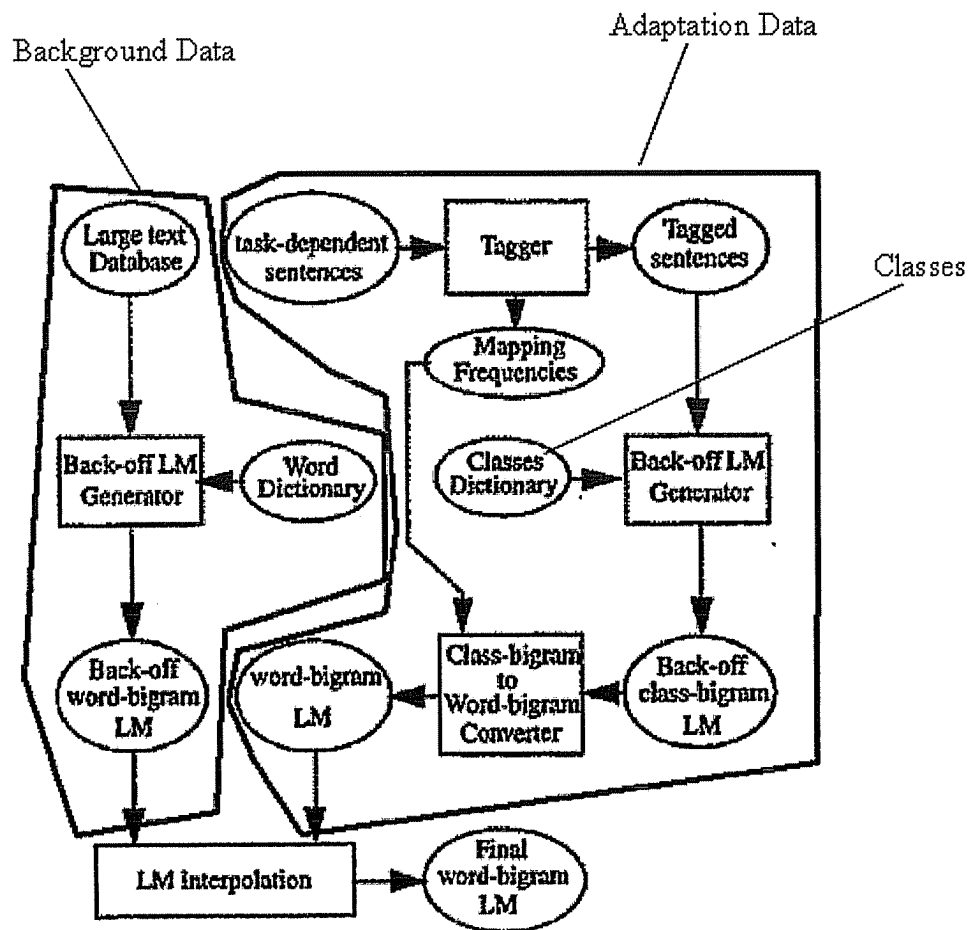 Adaptation Data
Background Data
Large text
Database
task-dependent
sentences
Tagger
Tagged
sentences
Classes
Mapping
Frequencies
Back-off LM
Generator
Word
Dictionary
Classes
Dictionary
Back-off LM
Generator
Back-off
word-bigram
LM
word-bigram
LM
Class-bigram
to
Word-bigram
Converter
Back-off
class-bigram
LM
LM Interpolation
Final
word-bigram
LM